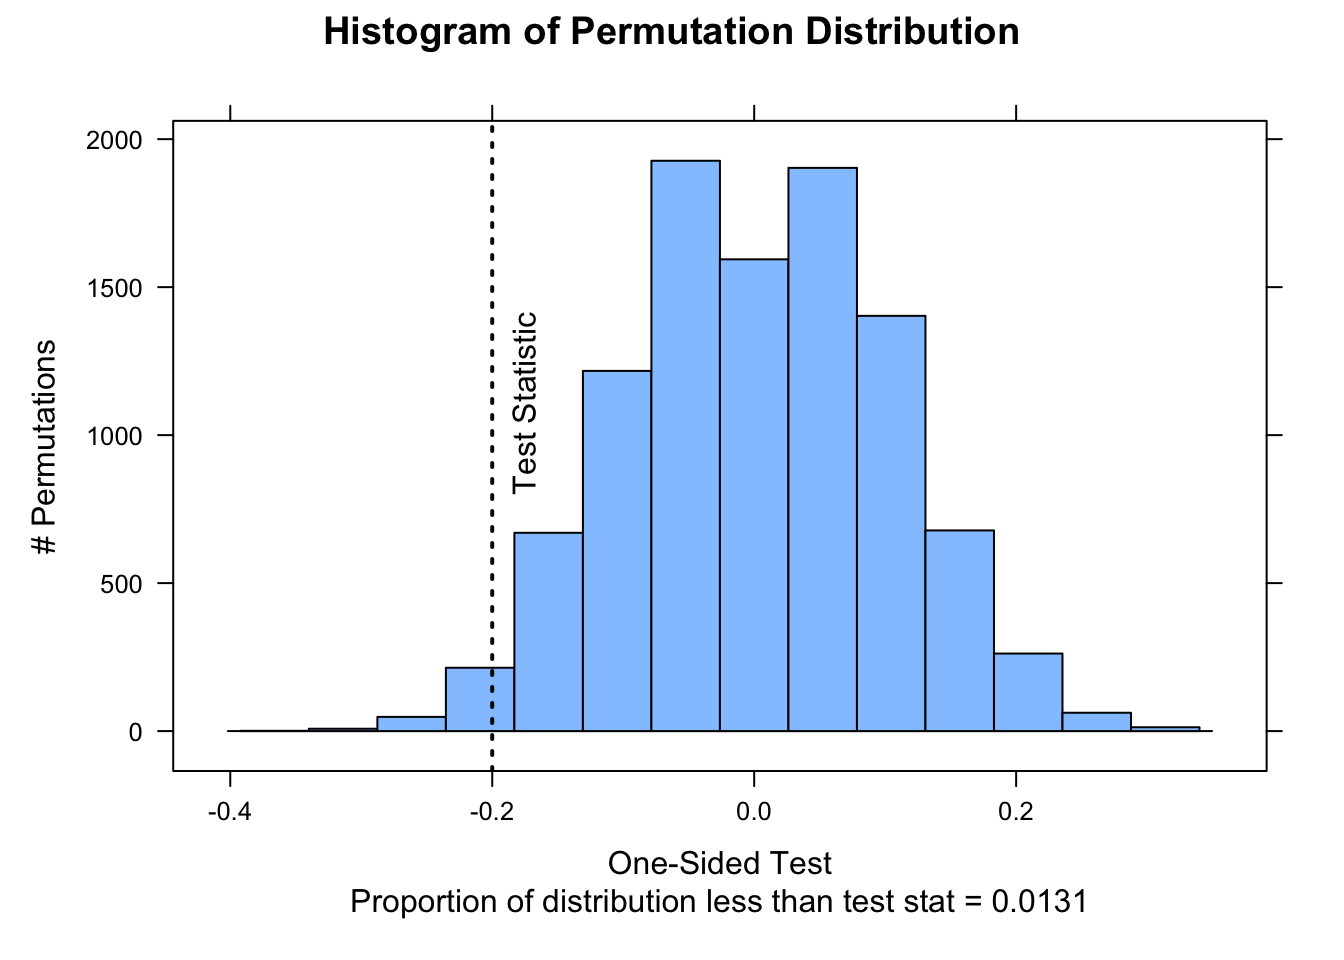 Histogram of Permutation Distribution
2000
1500
1000
500
0
# Permutations
Test Statistic
-0.4 -0.2 0.0 0.2
One-Sided Test
Proportion of distribution less than test stat = 0.0131